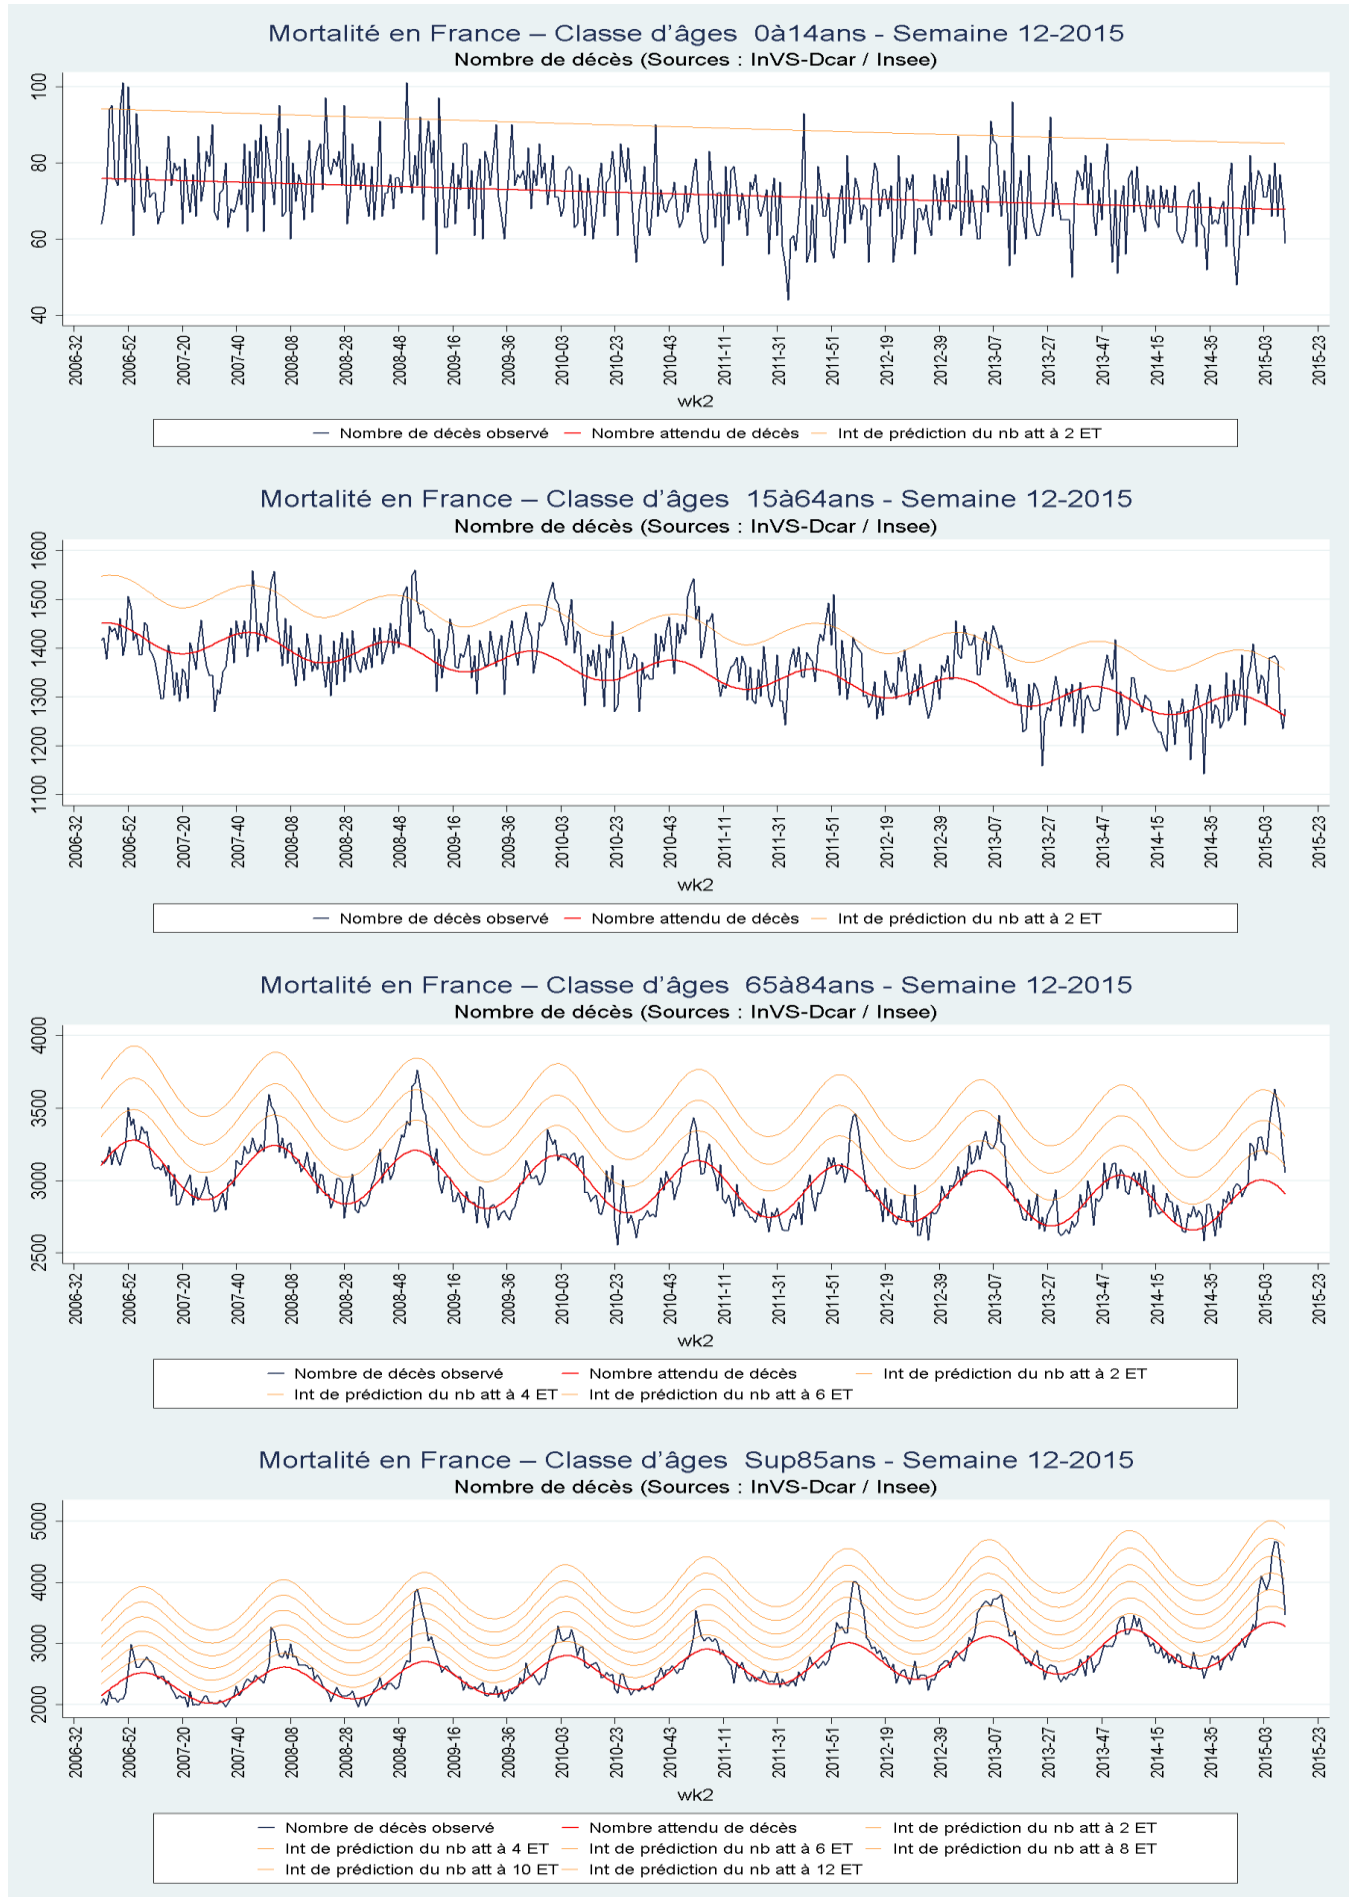 Mortalité en France – Classe d’âges  0à14ans - Semaine 12-2015
Nombre de décès (Sources : InVS-Dcar / Insee)
100
80
60
40
2006-32 2006-52 2007-20 2007-40 2008-08 2008-28 2008-48 2009-16 2009-36 2010-03 2010-23 2010-43 2011-11 2011-31 2011-51 2012-19 2012-39 2013-07 2013-27 2013-47 2014-15 2014-35 2015-03 2015-23
wk2
Nombre de décès observé Nombre attendu de décès Int de prédiction du nb att à 2 ET
Mortalité en France – Classe d’âges  15à64ans - Semaine 12-2015
Nombre de décès (Sources : InVS-Dcar / Insee)
1600
1500
1400
1300
1200
1100
2006-32 2006-52 2007-20 2007-40 2008-08 2008-28 2008-48 2009-16 2009-36 2010-03 2010-23 2010-43 2011-11 2011-31 2011-51 2012-19 2012-39 2013-07 2013-27 2013-47 2014-15 2014-35 2015-03 2015-23
wk2
Nombre de décès observé Nombre attendu de décès Int de prédiction du nb att à 2 ET
Mortalité en France – Classe d’âges  65à84ans - Semaine 12-2015
Nombre de décès (Sources : InVS-Dcar / Insee)
4000
3500
3000
2500
2006-32 2006-52 2007-20 2007-40 2008-08 2008-28 2008-48 2009-16 2009-36 2010-03 2010-23 2010-43 2011-11 2011-31 2011-51 2012-19 2012-39 2013-07 2013-27 2013-47 2014-15 2014-35 2015-03 2015-23
wk2
Nombre de décès observé Nombre attendu de décès Int de prédiction du nb att à 2 ET
Int de prédiction du nb att à 4 ET Int de prédiction du nb att à 6 ET
Mortalité en France – Classe d’âges  Sup85ans - Semaine 12-2015
Nombre de décès (Sources : InVS-Dcar / Insee)
5000
4000
3000
2000
2006-32 2006-52 2007-20 2007-40 2008-08 2008-28 2008-48 2009-16 2009-36 2010-03 2010-23 2010-43 2011-11 2011-31 2011-51 2012-19 2012-39 2013-07 2013-27 2013-47 2014-15 2014-35 2015-03 2015-23
wk2
Nombre de décès observé Nombre attendu de décès Int de prédiction du nb att à 2 ET
Int de prédiction du nb att à 4 ET Int de prédiction du nb att à 6 ET Int de prédiction du nb att à 8 ET
Int de prédiction du nb att à 10 ET Int de prédiction du nb att à 12 ET